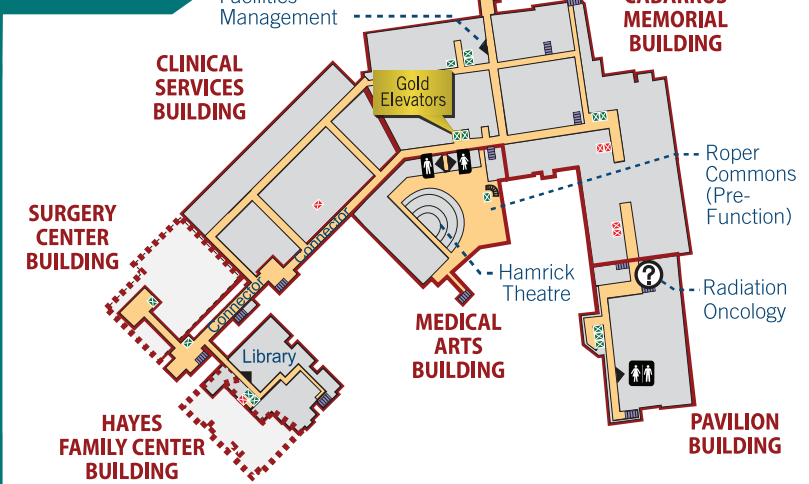 Facilities
Management
CABARRUS
MEMORIAL
BUILDING
CLINICAL
SERVICES
BUILDING
Gold
Elevators
Roper
Commons
(Pre-
Function)
SURGERY
CENTER
BUILDING
Connector
Connector
Hamrick
Theatre
?
Radiation
Oncology
MEDICAL
ARTS
BUILDING
Library
HAYES
FAMILY CENTER
BUILDING
PAVILION
BUILDING